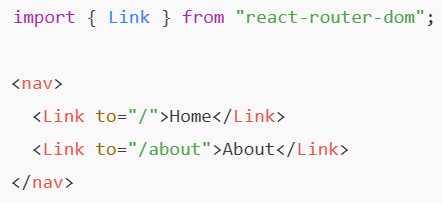 import { Link } from "react-router-dom";
<nav>
  <Link to="/">Home</Link>
  <Link to="/about">About</Link>
</nav>